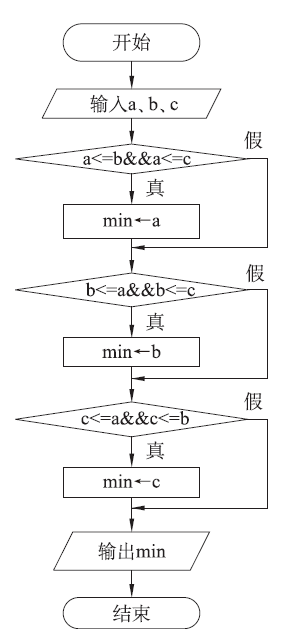 开始
输入a、b、c
a<=b&&a<=c
假
真
min←a
b<=a&&b<=c
假
真
min←b
c<=a&&c<=b
假
真
min←c
输出min
结束